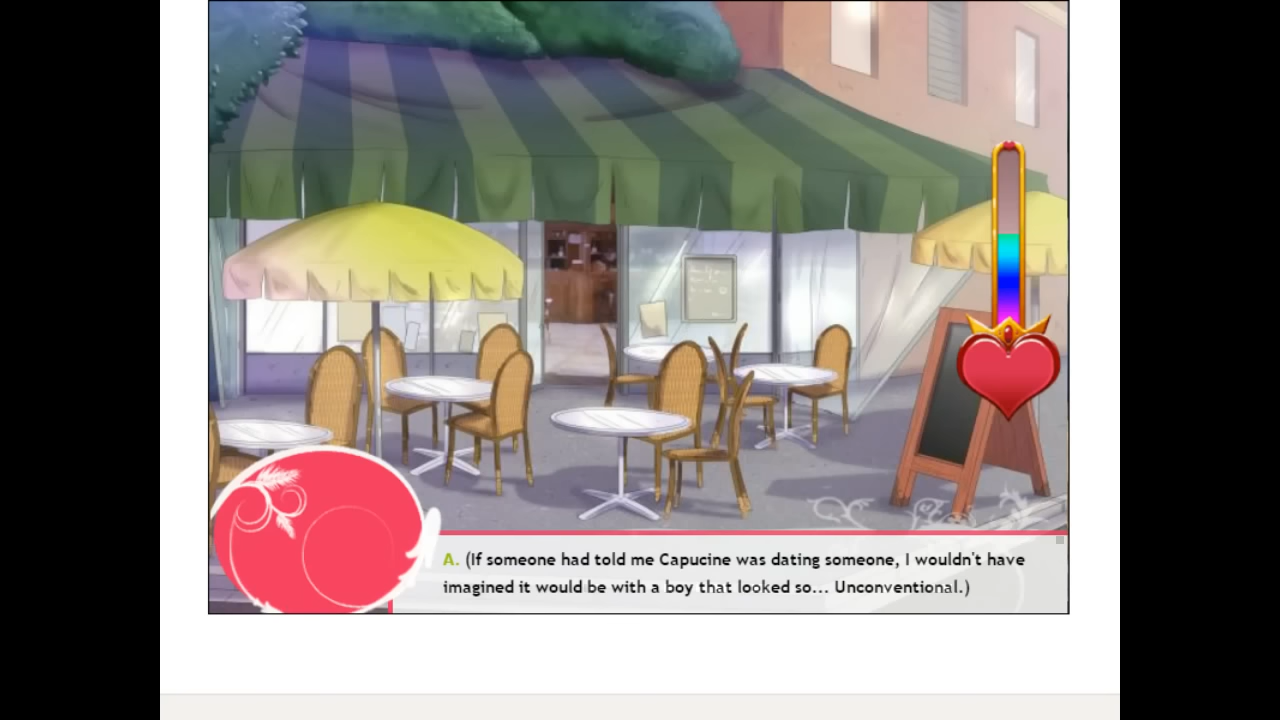 A. (If someone had told me Capucine was dating someone, I wouldn't have
imagined it would be with a boy that looked so... Unconventional.)